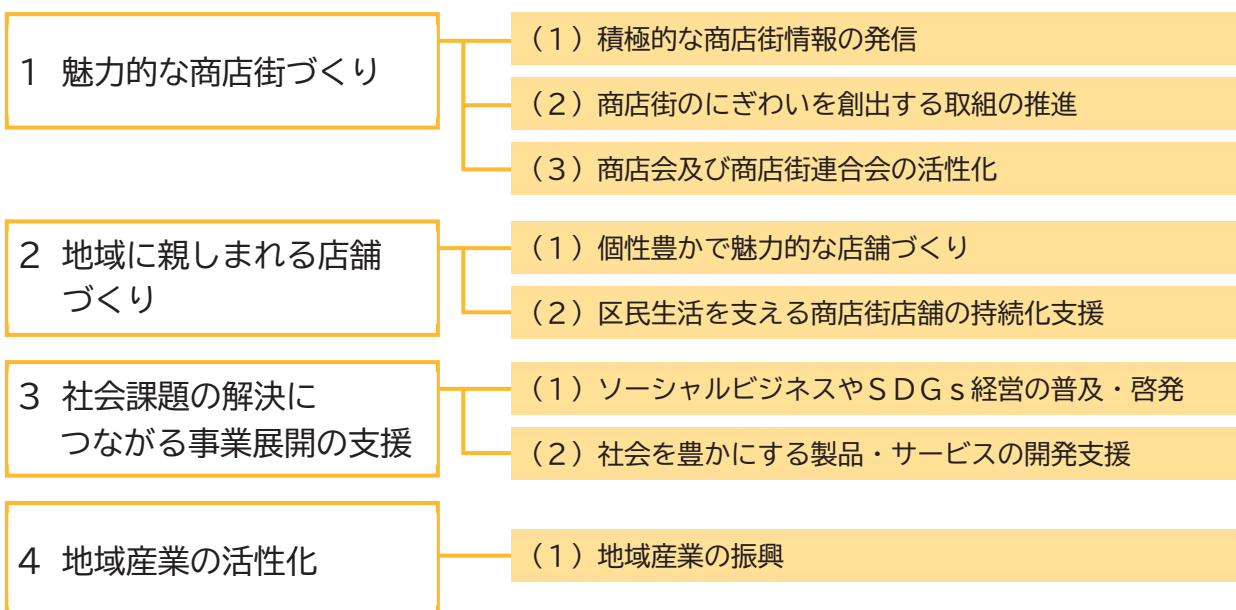 1 魅力的な商店街づくり
（１）積極的な商店街情報の発信
（２）商店街のにぎわいを創出する取組の推進
（３）商店会及び商店街連合会の活性化
2 地域に親しまれる店舗
づくり
（１）個性豊かで魅力的な店舗づくり
（２）区民生活を支える商店街店舗の持続化支援
3 社会課題の解決に
つながる事業展開の支援
（１）ソーシャルビジネスやＳＤＧｓ経営の普及・啓発
（２）社会を豊かにする製品・サービスの開発支援
4 地域産業の活性化
（１）地域産業の振興